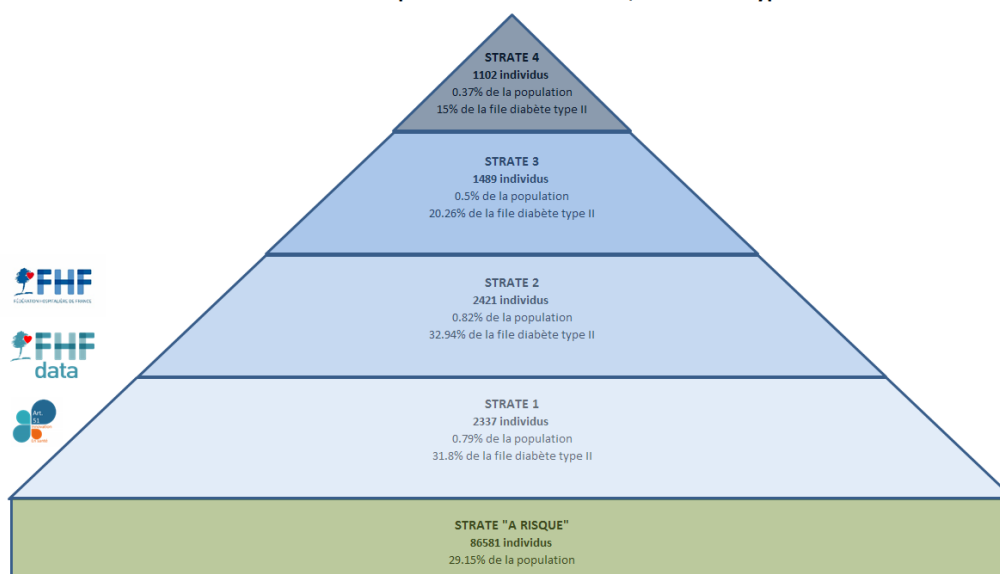 STRATE 4
1102 individus
0.37% de la population
15% de la file diabète type II
STRATE 3
1489 individus
0.5% de la population
20.26% de la file diabète type II
FHF
FÉDÉRATION HOSPITALIÈRE DE FRANCE
STRATE 2
2421 individus
0.82% de la population
32.94% de la file diabète type II
FHF
data
STRATE 1
2337 individus
0.79% de la population
31.8% de la file diabète type II
Art.
51
STRATE "A RISQUE"
86581 individus
29.15% de la population